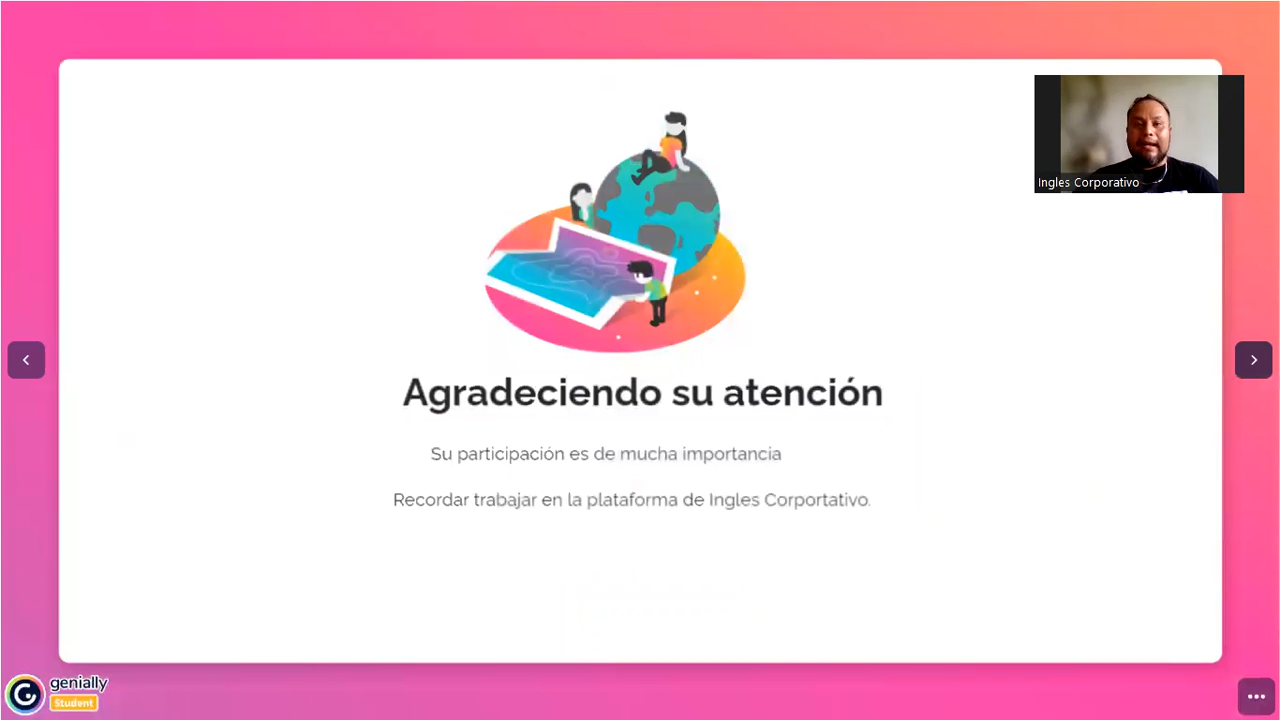 Ingles Corporativo
Agradeciendo su atención
Su participación es de mucha importancia
Recordar trabajar en la plataforma de Ingles Corportativo.
genially
Student